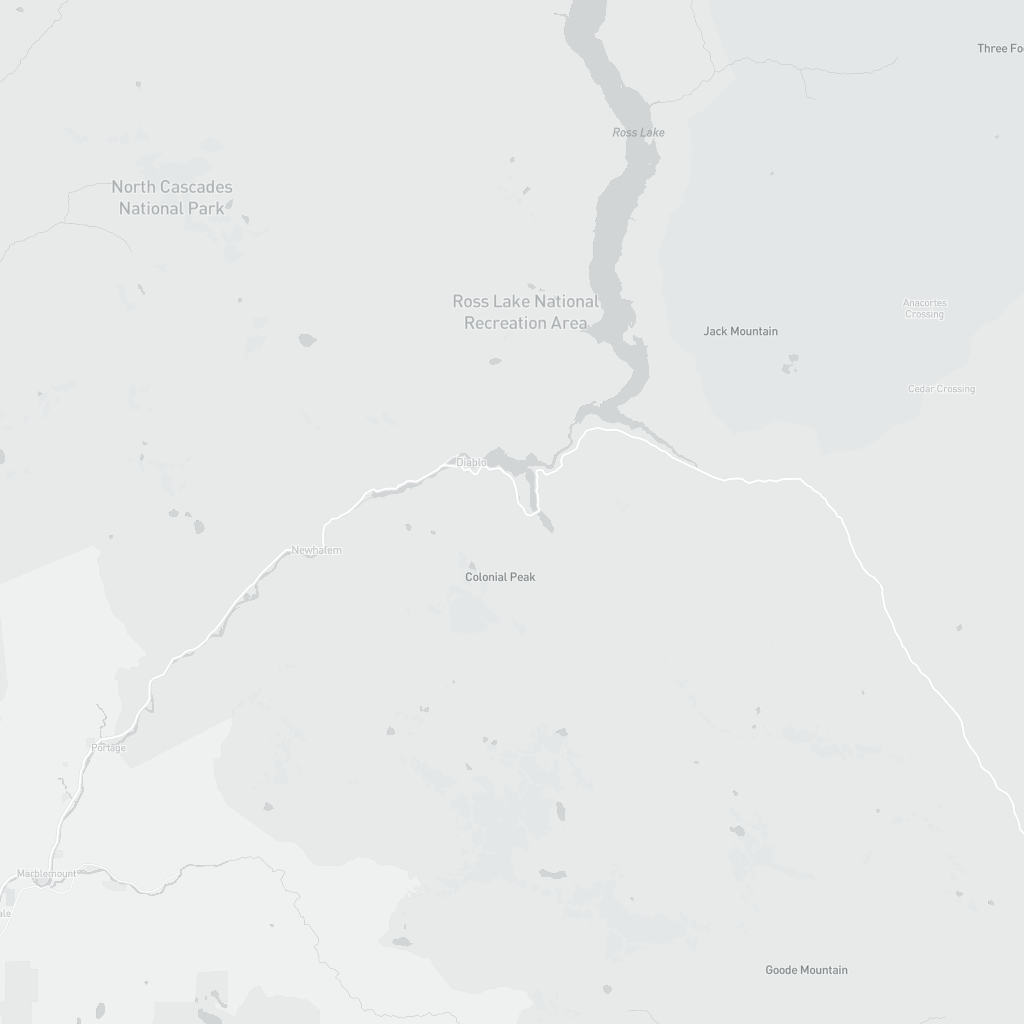 Three Fo
Ross Lake
North Cascades
National Park
Ross Lake National
Recreation Area
Anacortes
Crossing
Jack Mountain
Cedar Crossing
Diablo
Newhalem
Colonial Peak
Portage
Marblemount
ale
Goode Mountain